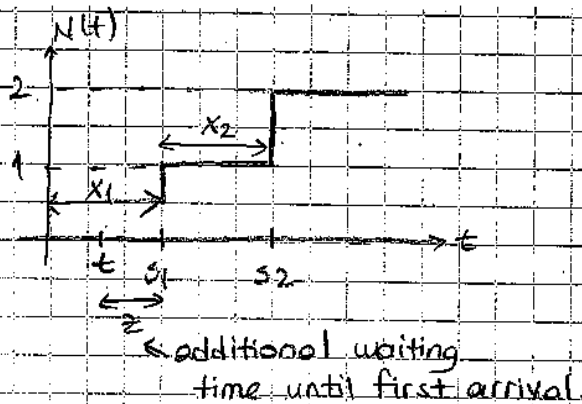 N(t)
2
X2
1
X1
t
t S1 S2
z
additional waiting
time until first arrival